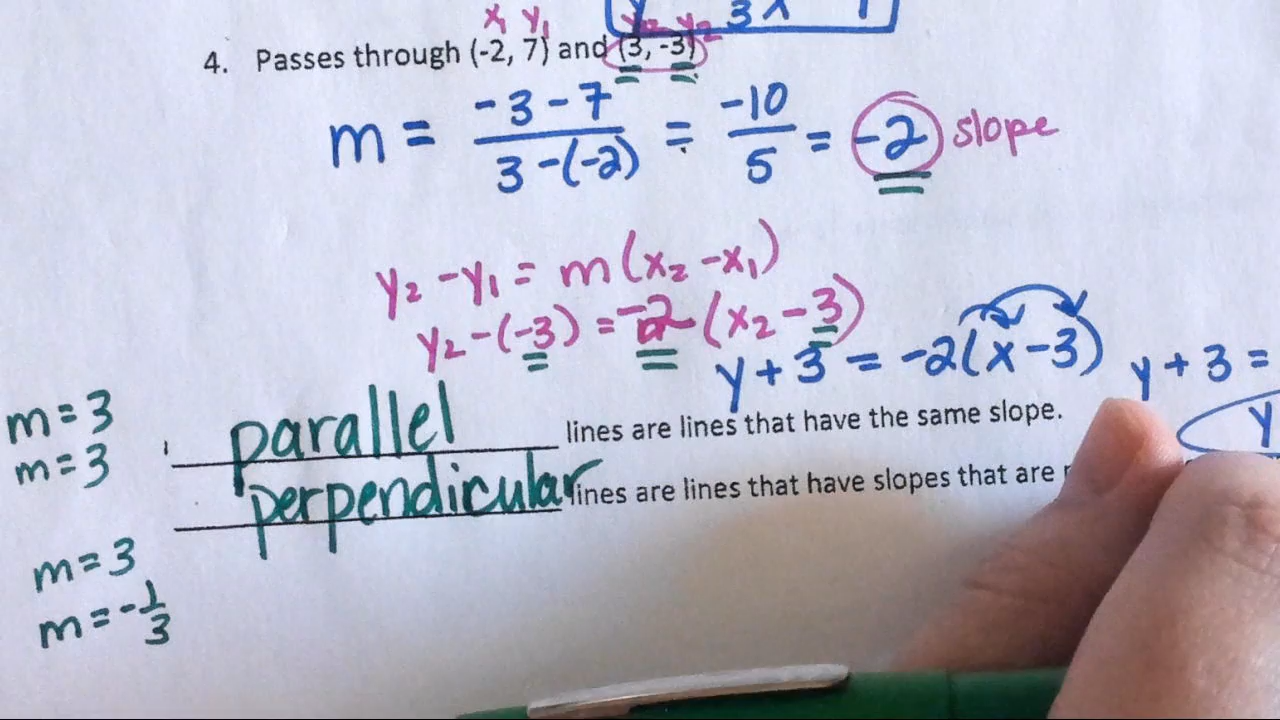 x₁ y₁ y 3x 1
4. Passes through (-2, 7) and (3, -3)
m = -3-7/3-(-2) = -10/5 = -2 slope
y₂ - y₁ = m(x₂ - x₁)
y₂ - (-3) = -2 (x₂ - 3)
y + 3 = -2(x - 3) y + 3 =
y
m = 3
m = 3
parallel lines are lines that have the same slope.
perpendicular lines are lines that have slopes that are
m = 3
m = -1/3